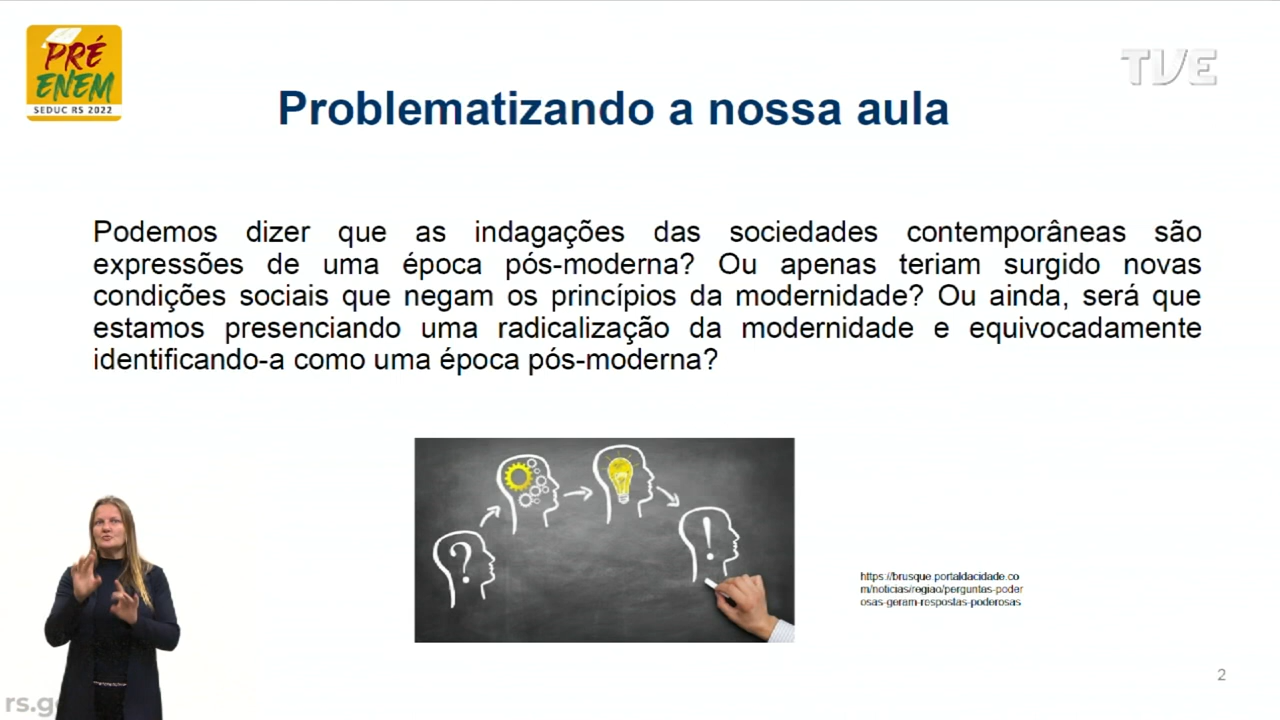 PRÉ
ENEM
SEDUC RS 2022
TVE
Problematizando a nossa aula
Podemos dizer que as indagações das sociedades contemporâneas são
expressões de uma época pós-moderna? Ou apenas teriam surgido novas
condições sociais que negam os princípios da modernidade? Ou ainda, será que
estamos presenciando uma radicalização da modernidade e equivocadamente
identificando-a como uma época pós-moderna?
?
!
https://brusque.portaldacidade.co
m/noticias/regiao/perguntas-poder
osas-geram-respostas-poderosas
2
rs.g